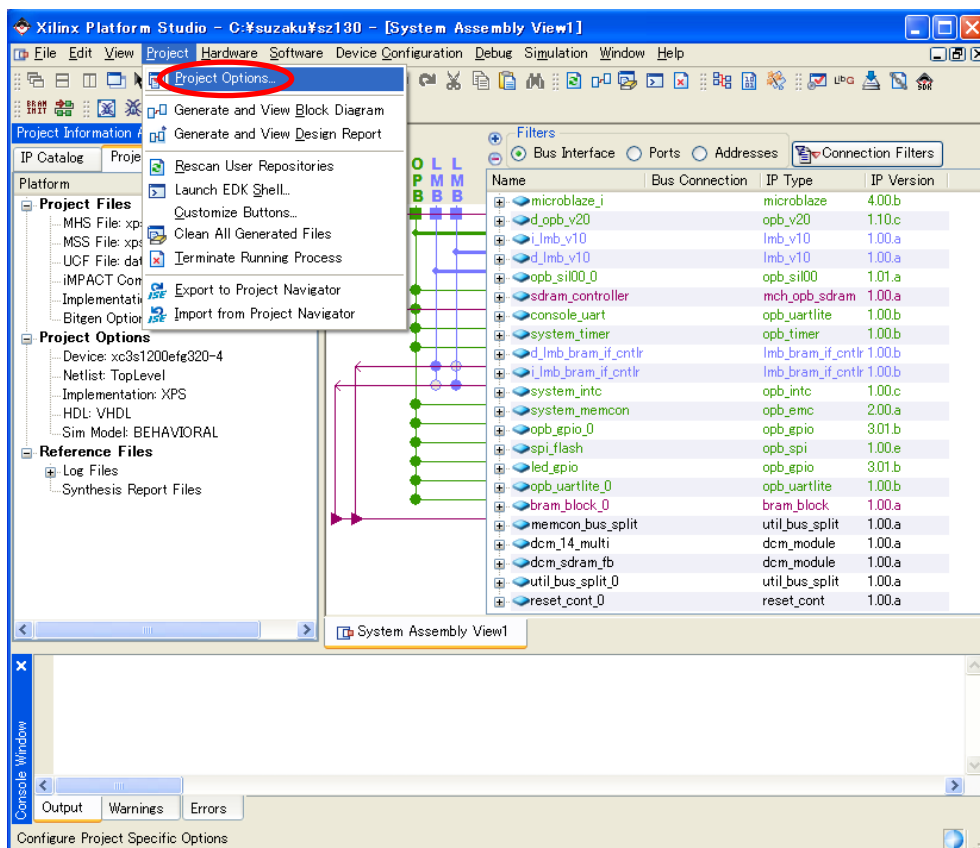 Xilinx Platform Studio - C:¥suzaku¥sz130 - [System Assembly View1]
File Edit View Project Hardware Software Device Configuration Debug Simulation Window Help
Project Options...
Generate and View Block Diagram
Generate and View Design Report
Rescan User Repositories
Launch EDK Shell...
Customize Buttons...
Clean All Generated Files
Terminate Running Process
Export to Project Navigator
Import from Project Navigator
Project Information
IP Catalog
Platform
Project Files
MHS File:
MSS File:
UCF File:
iMPACT
Bitgen
Project Options
Device: xc3s1200efg320-4
Netlist: TopLevel
Implementation: XPS
HDL: VHDL
Sim Model: BEHAVIORAL
Reference Files
Log Files
Synthesis Report Files
OPB LMB LMB
Filters
Bus Interface Ports Addresses Connection Filters
Name Bus Connection IP Type IP Version
microblaze_i microblaze 4.00.b
d_opb_v20 opb_v20 1.10.c
i_lmb_v10 lmb_v10 1.00.a
d_lmb_v10 lmb_v10 1.00.a
opb_sil00_0 opb_sil00 1.01.a
sdram_controller mch_opb_sdram 1.00.a
console_uart opb_uartlite 1.00.b
system_timer opb_timer 1.00.b
d_lmb_bram_if_cntlr lmb_bram_if_cntlr 1.00.b
i_lmb_bram_if_cntlr lmb_bram_if_cntlr 1.00.b
system_intc opb_intc 1.00.c
system_memcon opb_emc 2.00.a
opb_gpio_0 opb_gpio 3.01.b
spi_flash opb_spi 1.00.e
led_gpio opb_gpio 3.01.b
opb_uartlite_0 opb_uartlite 1.00.b
bram_block_0 bram_block 1.00.a
memcon_bus_split util_bus_split 1.00.a
dcm_14_multi dcm_module 1.00.a
dcm_sdram_fb dcm_module 1.00.a
util_bus_split_0 util_bus_split 1.00.a
reset_cont_0 reset_cont 1.00.a
System Assembly View1
Console Window
Output Warnings Errors
Configure Project Specific Options